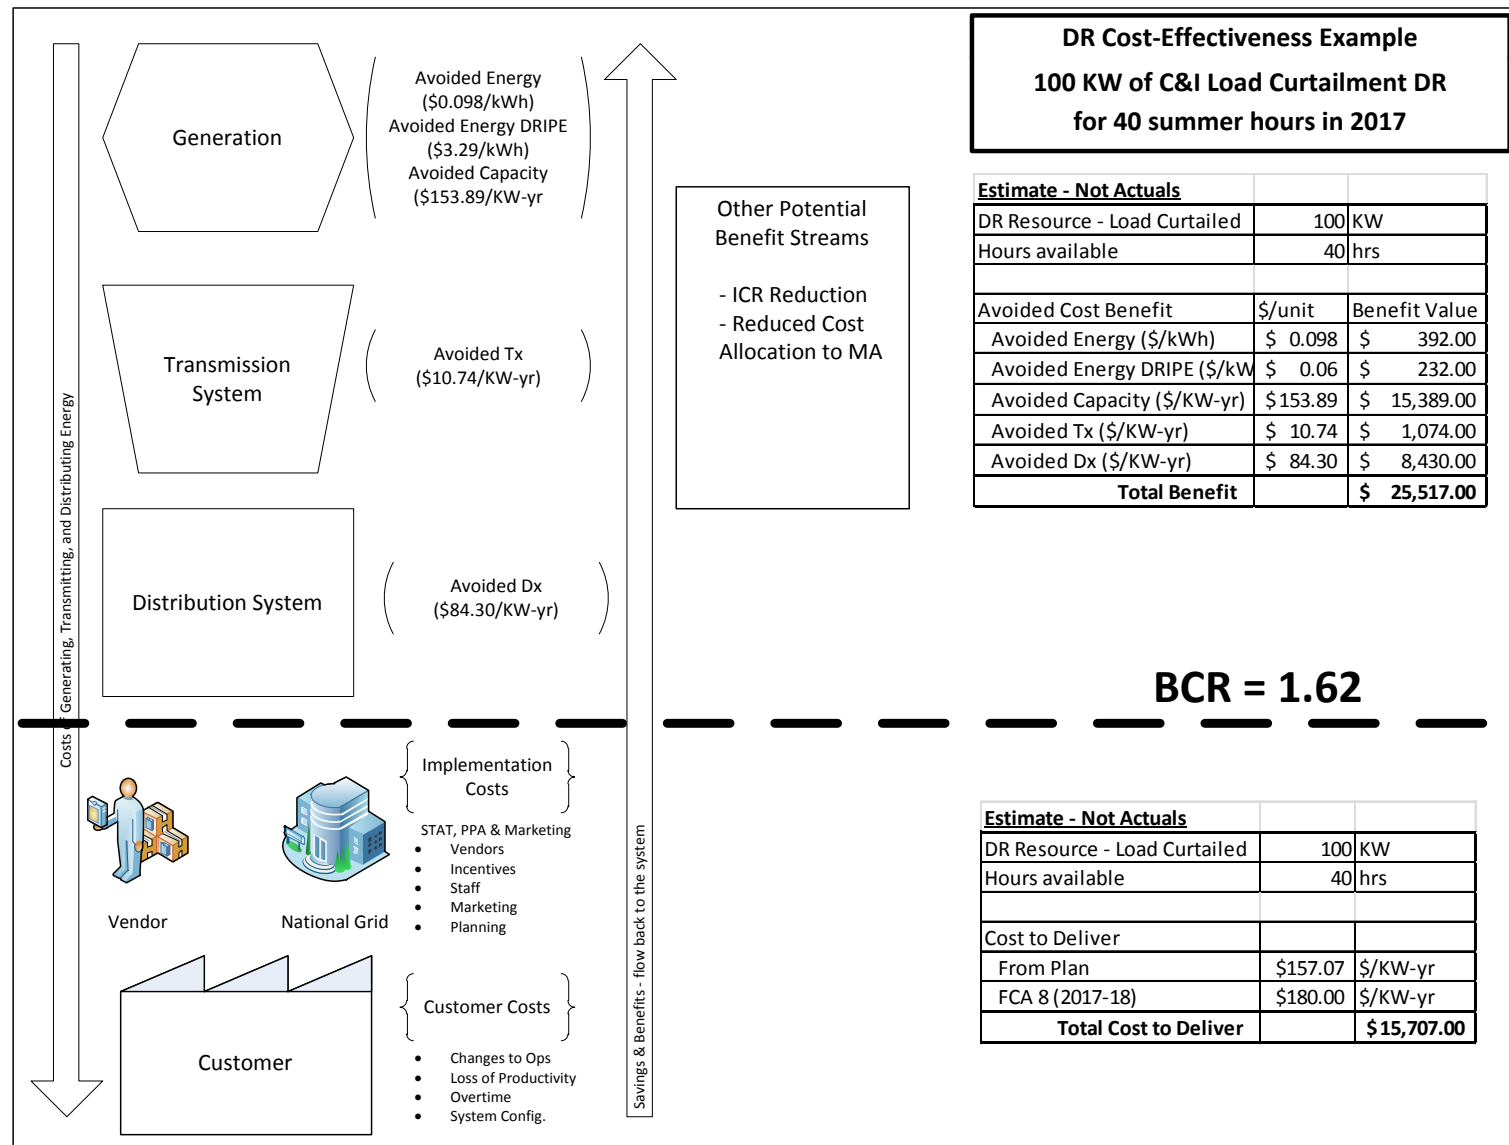 DR Cost-Effectiveness Example
100 KW of C&I Load Curtailment DR
for 40 summer hours in 2017
Generation
Avoided Energy
($0.098/kWh)
Avoided Energy DRIPE
($3.29/kWh)
Avoided Capacity
($153.89/KW-yr
Transmission
System
Avoided Tx
($10.74/KW-yr)
Distribution System
Avoided Dx
($84.30/KW-yr)
Other Potential
Benefit Streams
- ICR Reduction
- Reduced Cost
Allocation to MA
Costs of Generating, Transmitting, and Distributing Energy
Savings & Benefits - flow back to the system
Estimate - Not Actuals
DR Resource - Load Curtailed 100 KW
Hours available 40 hrs
Avoided Cost Benefit $/unit Benefit Value
Avoided Energy ($/kWh) $ 0.098 $ 392.00
Avoided Energy DRIPE ($/kW $ 0.06 $ 232.00
Avoided Capacity ($/KW-yr) $153.89 $ 15,389.00
Avoided Tx ($/KW-yr) $ 10.74 $ 1,074.00
Avoided Dx ($/KW-yr) $ 84.30 $ 8,430.00
Total Benefit $ 25,517.00
BCR = 1.62
Vendor
National Grid
Implementation
Costs
STAT, PPA & Marketing
• Vendors
• Incentives
• Staff
• Marketing
• Planning
Customer
Customer Costs
• Changes to Ops
• Loss of Productivity
• Overtime
• System Config.
Estimate - Not Actuals
DR Resource - Load Curtailed 100 KW
Hours available 40 hrs
Cost to Deliver
From Plan $157.07 $/KW-yr
FCA 8 (2017-18) $180.00 $/KW-yr
Total Cost to Deliver $15,707.00